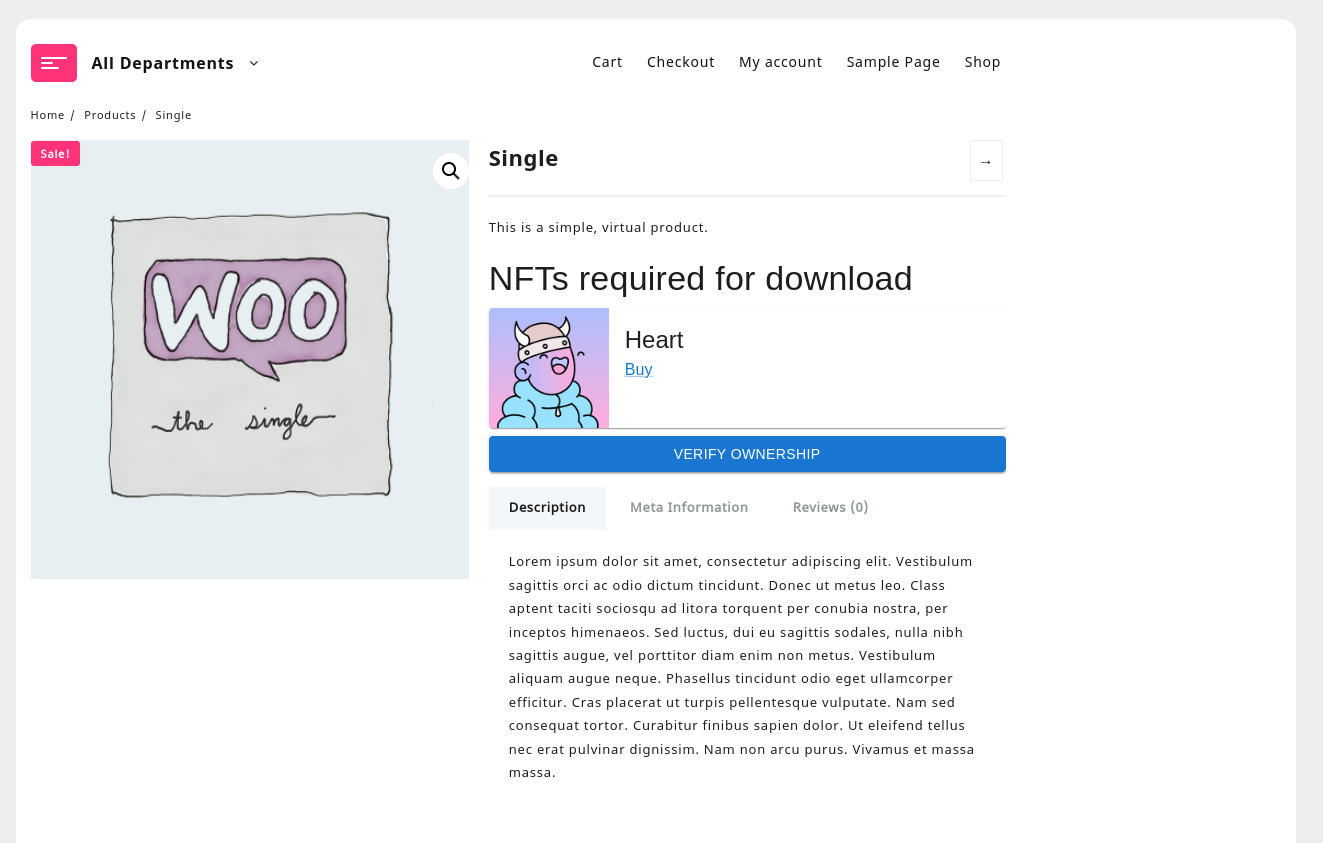 All Departments
Cart Checkout My account Sample Page Shop
Home / Products / Single
Sale!
WOO
the single
Single
→
This is a simple, virtual product.
NFTs required for download
Heart
Buy
VERIFY OWNERSHIP
Description Meta Information Reviews (0)
Lorem ipsum dolor sit amet, consectetur adipiscing elit. Vestibulum
sagittis orci ac odio dictum tincidunt. Donec ut metus leo. Class
aptent taciti sociosqu ad litora torquent per conubia nostra, per
inceptos himenaeos. Sed luctus, dui eu sagittis sodales, nulla nibh
sagittis augue, vel porttitor diam enim non metus. Vestibulum
aliquam augue neque. Phasellus tincidunt odio eget ullamcorper
efficitur. Cras placerat ut turpis pellentesque vulputate. Nam sed
consequat tortor. Curabitur finibus sapien dolor. Ut eleifend tellus
nec erat pulvinar dignissim. Nam non arcu purus. Vivamus et massa
massa.